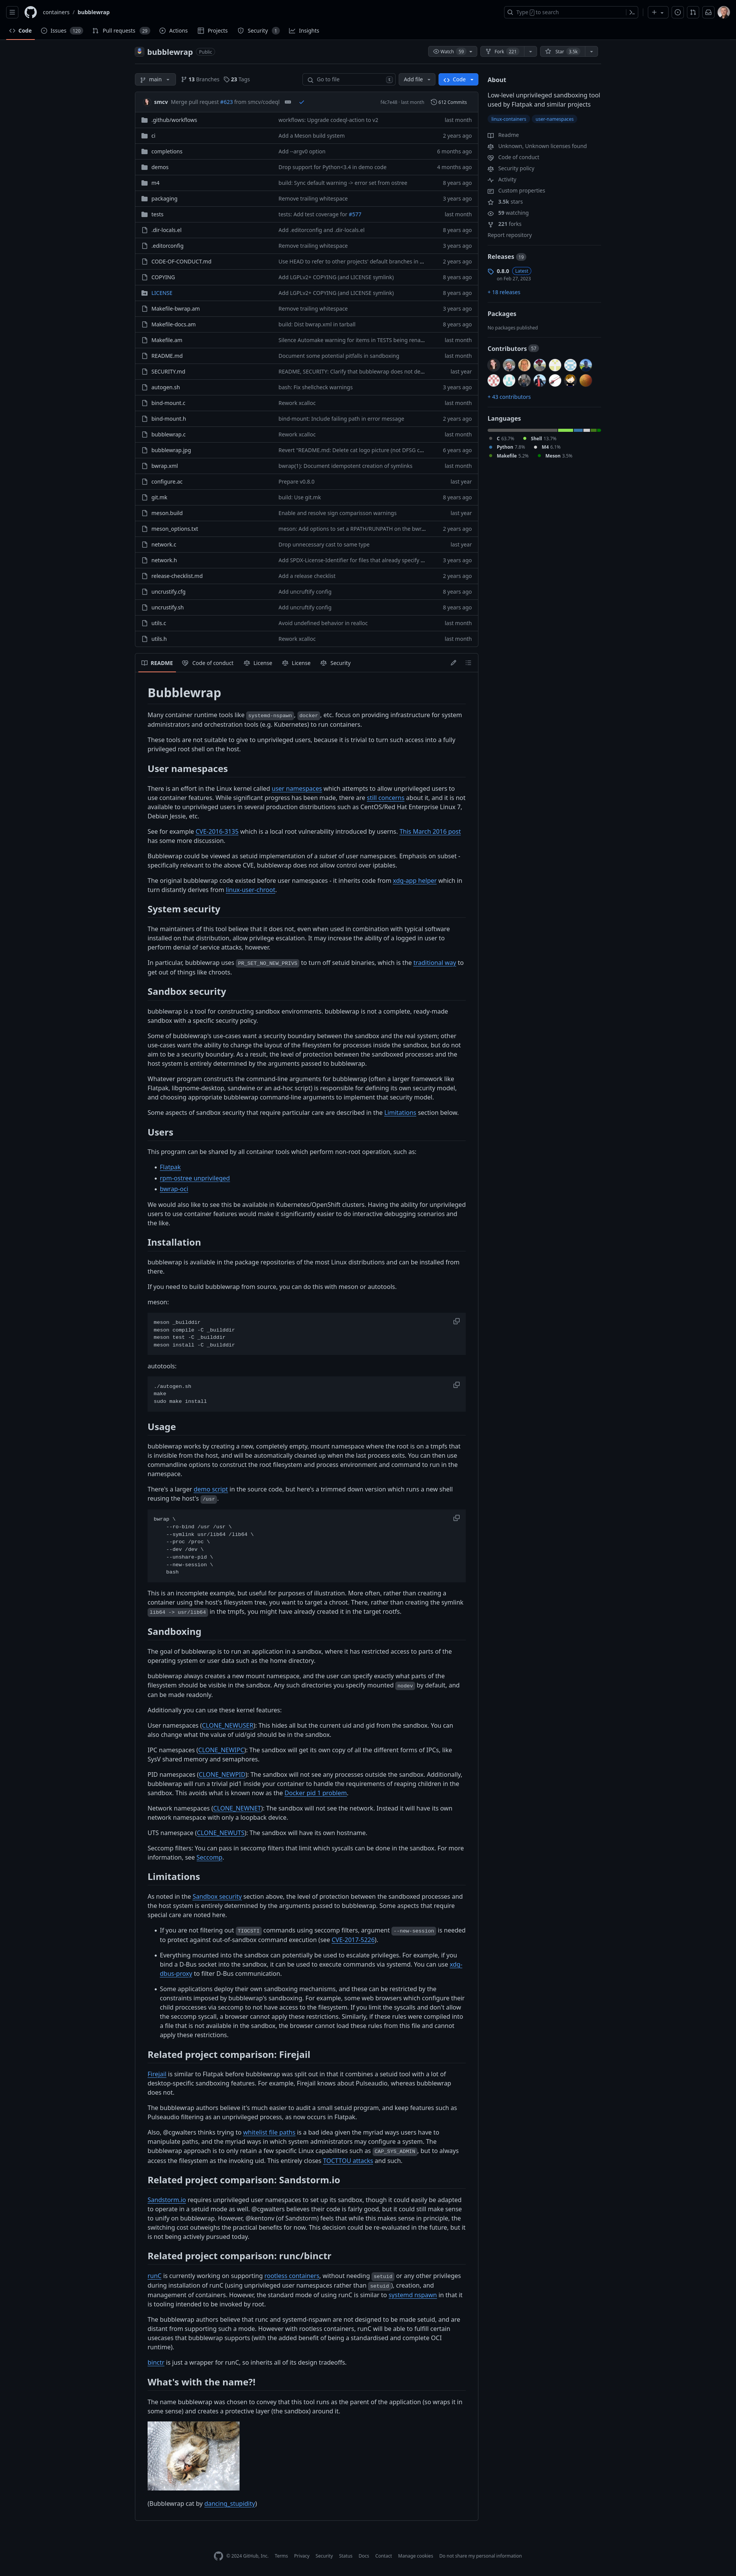 containers / bubblewrap
Type / to search
Code
Issues 120
Pull requests 29
Actions
Projects
Security 1
Insights
bubblewrap Public
Watch 59
Fork 221
Star 3.5k
main
13 Branches
23 Tags
Go to file
Add file
Code
smcv Merge pull request #623 from smcv/codeql
last month
612 Commits
.github/workflows workflows: Upgrade codeql-action to v2 last month
ci Add a Meson build system 2 years ago
completions Add --argv0 option 6 months ago
demos Drop support for Python<3.4 in demo code 4 months ago
m4 build: Sync default warning -> error set from ostree 8 years ago
packaging Remove trailing whitespace 3 years ago
tests tests: Add test coverage for #577 last month
.dir-locals.el Add .editorconfig and .dir-locals.el 8 years ago
.editorconfig Remove trailing whitespace 3 years ago
CODE-OF-CONDUCT.md Use HEAD to refer to other projects' default branches in ... 2 years ago
COPYING Add LGPLv2+ COPYING (and LICENSE symlink) 8 years ago
LICENSE Add LGPLv2+ COPYING (and LICENSE symlink) 8 years ago
Makefile-bwrap.am Remove trailing whitespace 3 years ago
Makefile-docs.am build: Dist bwrap.xml in tarball 8 years ago
Makefile.am Silence Automake warning for items in TESTS being rena... last month
README.md Document some potential pitfalls in sandboxing last month
SECURITY.md README, SECURITY: Clarify that bubblewrap does not de... last year
autogen.sh bash: Fix shellcheck warnings 3 years ago
bind-mount.c Rework xcalloc last month
bind-mount.h bind-mount: Include failing path in error message 2 years ago
bubblewrap.c Rework xcalloc last month
bubblewrap.jpg Revert "README.md: Delete cat logo picture (not DFSG c... 6 years ago
bwrap.xml bwrap(1): Document idempotent creation of symlinks last month
configure.ac Prepare v0.8.0 last year
git.mk build: Use git.mk 8 years ago
meson.build Enable and resolve sign comparisison warnings last year
meson_options.txt meson: Add options to set a RPATH/RUNPATH on the bwr... 2 years ago
network.c Drop unnecessary cast to same type last year
network.h Add SPDX-License-Identifier for files that already specify ... 3 years ago
release-checklist.md Add a release checklist 2 years ago
uncrustify.cfg Add uncruftify config 8 years ago
uncrustify.sh Add uncruftify config 8 years ago
utils.c Avoid undefined behavior in realloc last month
utils.h Rework xcalloc last month
README
Code of conduct
License
License
Security
Bubblewrap
Many container runtime tools like systemd-nspawn, docker, etc. focus on providing infrastructure for system
administrators and orchestration tools (e.g. Kubernetes) to run containers.
These tools are not suitable to give to unprivileged users, because it is trivial to turn such access into a fully
privileged root shell on the host.
User namespaces
There is an effort in the Linux kernel called user namespaces which attempts to allow unprivileged users to
use container features. While significant progress has been made, there are still concerns about it, and it is not
available to unprivileged users in several production distributions such as CentOS/Red Hat Enterprise Linux 7,
Debian Jessie, etc.
See for example CVE-2016-3135 which is a local root vulnerability introduced by userns. This March 2016 post
has some more discussion.
Bubblewrap could be viewed as setuid implementation of a subset of user namespaces. Emphasis on subset -
specifically relevant to the above CVE, bubblewrap does not allow control over iptables.
The original bubblewrap code existed before user namespaces - it inherits code from xdg-app helper which in
turn distantly derives from linux-user-chroot.
System security
The maintainers of this tool believe that it does not, even when used in combination with typical software
installed on that distribution, allow privilege escalation. It may increase the ability of a logged in user to
perform denial of service attacks, however.
In particular, bubblewrap uses PR_SET_NO_NEW_PRIVS to turn off setuid binaries, which is the traditional way to
get out of things like chroots.
Sandbox security
bubblewrap is a tool for constructing sandbox environments. bubblewrap is not a complete, ready-made
sandbox with a specific security policy.
Some of bubblewrap's use-cases want a security boundary between the sandbox and the real system; other
use-cases want the ability to change the layout of the filesystem for processes inside the sandbox, but do not
aim to be a security boundary. As a result, the level of protection between the sandboxed processes and the
host system is entirely determined by the arguments passed to bubblewrap.
Whatever program constructs the command-line arguments for bubblewrap (often a larger framework like
Flatpak, libgnome-desktop, sandwine or an ad-hoc script) is responsible for defining its own security model,
and choosing appropriate bubblewrap command-line arguments to implement that security model.
Some aspects of sandbox security that require particular care are described in the Limitations section below.
Users
This program can be shared by all container tools which perform non-root operation, such as:
Flatpak
rpm-ostree unprivileged
bwrap-oci
We would also like to see this be available in Kubernetes/OpenShift clusters. Having the ability for unprivileged
users to use container features would make it significantly easier to do interactive debugging scenarios and
the like.
Installation
bubblewrap is available in the package repositories of the most Linux distributions and can be installed from
there.
If you need to build bubblewrap from source, you can do this with meson or autotools.
meson:
meson _builddir
meson compile -C _builddir
meson test -C _builddir
meson install -C _builddir
autotools:
./autogen.sh
make
sudo make install
Usage
bubblewrap works by creating a new, completely empty, mount namespace where the root is on a tmpfs that
is invisible from the host, and will be automatically cleaned up when the last process exits. You can then use
commandline options to construct the root filesystem and process environment and command to run in the
namespace.
There's a larger demo script in the source code, but here's a trimmed down version which runs a new shell
reusing the host's /usr.
bwrap \
--ro-bind /usr /usr \
--symlink usr/lib64 /lib64 \
--proc /proc \
--dev /dev \
--unshare-pid \
--new-session \
bash
This is an incomplete example, but useful for purposes of illustration. More often, rather than creating a
container using the host's filesystem tree, you want to target a chroot. There, rather than creating the symlink
lib64 -> usr/lib64 in the tmpfs, you might have already created it in the target rootfs.
Sandboxing
The goal of bubblewrap is to run an application in a sandbox, where it has restricted access to parts of the
operating system or user data such as the home directory.
bubblewrap always creates a new mount namespace, and the user can specify exactly what parts of the
filesystem should be visible in the sandbox. Any such directories you specify mounted nodev by default, and
can be made readonly.
Additionally you can use these kernel features:
User namespaces (CLONE_NEWUSER): This hides all but the current uid and gid from the sandbox. You can
also change what the value of uid/gid should be in the sandbox.
IPC namespaces (CLONE_NEWIPC): The sandbox will get its own copy of all the different forms of IPCs, like
SysV shared memory and semaphores.
PID namespaces (CLONE_NEWPID): The sandbox will not see any processes outside the sandbox. Additionally,
bubblewrap will run a trivial pid1 inside your container to handle the requirements of reaping children in the
sandbox. This avoids what is known now as the Docker pid 1 problem.
Network namespaces (CLONE_NEWNET): The sandbox will not see the network. Instead it will have its own
network namespace with only a loopback device.
UTS namespace (CLONE_NEWUTS): The sandbox will have its own hostname.
Seccomp filters: You can pass in seccomp filters that limit which syscalls can be done in the sandbox. For more
information, see Seccomp.
Limitations
As noted in the Sandbox security section above, the level of protection between the sandboxed processes and
the host system is entirely determined by the arguments passed to bubblewrap. Some aspects that require
special care are noted here.
If you are not filtering out TIOCSTI commands using seccomp filters, argument --new-session is needed
to protect against out-of-sandbox command execution (see CVE-2017-5226).
Everything mounted into the sandbox can potentially be used to escalate privileges. For example, if you
bind a D-Bus socket into the sandbox, it can be used to execute commands via systemd. You can use xdg-
dbus-proxy to filter D-Bus communication.
Some applications deploy their own sandboxing mechanisms, and these can be restricted by the
constraints imposed by bubblewrap's sandboxing. For example, some web browsers which configure their
child proccesses via seccomp to not have access to the filesystem. If you limit the syscalls and don't allow
the seccomp syscall, a browser cannot apply these restrictions. Similarly, if these rules were compiled into
a file that is not available in the sandbox, the browser cannot load these rules from this file and cannot
apply these restrictions.
Related project comparison: Firejail
Firejail is similar to Flatpak before bubblewrap was split out in that it combines a setuid tool with a lot of
desktop-specific sandboxing features. For example, Firejail knows about Pulseaudio, whereas bubblewrap
does not.
The bubblewrap authors believe it's much easier to audit a small setuid program, and keep features such as
Pulseaudio filtering as an unprivileged process, as now occurs in Flatpak.
Also, @cgwalters thinks trying to whitelist file paths is a bad idea given the myriad ways users have to
manipulate paths, and the myriad ways in which system administrators may configure a system. The
bubblewrap approach is to only retain a few specific Linux capabilities such as CAP_SYS_ADMIN, but to always
access the filesystem as the invoking uid. This entirely closes TOCTTOU attacks and such.
Related project comparison: Sandstorm.io
Sandstorm.io requires unprivileged user namespaces to set up its sandbox, though it could easily be adapted
to operate in a setuid mode as well. @cgwalters believes their code is fairly good, but it could still make sense
to unify on bubblewrap. However, @kentonv (of Sandstorm) feels that while this makes sense in principle, the
switching cost outweighs the practical benefits for now. This decision could be re-evaluated in the future, but it
is not being actively pursued today.
Related project comparison: runc/binctr
runC is currently working on supporting rootless containers, without needing setuid or any other privileges
during installation of runC (using unprivileged user namespaces rather than setuid), creation, and
management of containers. However, the standard mode of using runC is similar to systemd nspawn in that it
is tooling intended to be invoked by root.
The bubblewrap authors believe that runc and systemd-nspawn are not designed to be made setuid, and are
distant from supporting such a mode. However with rootless containers, runC will be able to fulfill certain
usecases that bubblewrap supports (with the added benefit of being a standardised and complete OCI
runtime).
binctr is just a wrapper for runC, so inherits all of its design tradeoffs.
What's with the name?!
The name bubblewrap was chosen to convey that this tool runs as the parent of the application (so wraps it in
some sense) and creates a protective layer (the sandbox) around it.
(Bubblewrap cat by dancing_stupidity)
About
Low-level unprivileged sandboxing tool
used by Flatpak and similar projects
linux-containers user-namespaces
Readme
Unknown, Unknown licenses found
Code of conduct
Security policy
Activity
Custom properties
3.5k stars
59 watching
221 forks
Report repository
Releases 19
0.8.0 Latest
on Feb 27, 2023
+ 18 releases
Packages
No packages published
Contributors 57
+ 43 contributors
Languages
C 63.7% Shell 13.7%
Python 7.8% M4 6.1%
Makefile 5.2% Meson 3.5%
© 2024 GitHub, Inc. Terms Privacy Security Status Docs Contact Manage cookies Do not share my personal information